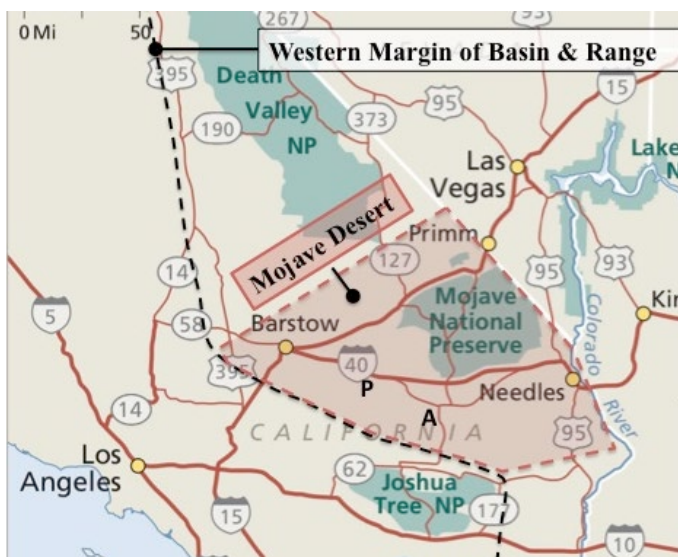 0 Mi
50
267
93
Western Margin of Basin & Range
395
Death
Valley
NP
95
15
190
373
Las
Vegas
Lake
N
Mojave Desert
Primm
127
95
93
14
5
58
Barstow
Mojave
National
Preserve
Colorado
River
Kin
395
40
P
Needles
A
14
CALIFORNIA
95
Los
Angeles
62
Joshua
Tree NP
177
15
10